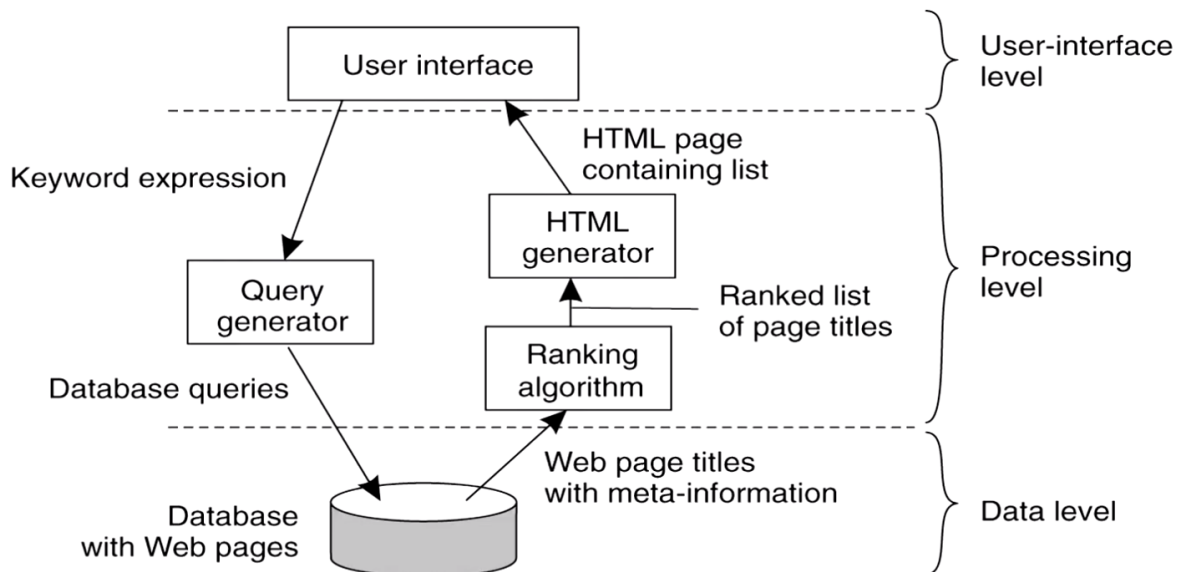 User interface
User-interface
level
HTML page
containing list
Keyword expression
HTML
generator
Processing
level
Query
generator
Ranked list
of page titles
Ranking
algorithm
Database queries
Web page titles
with meta-information
Database
with Web pages
Data level